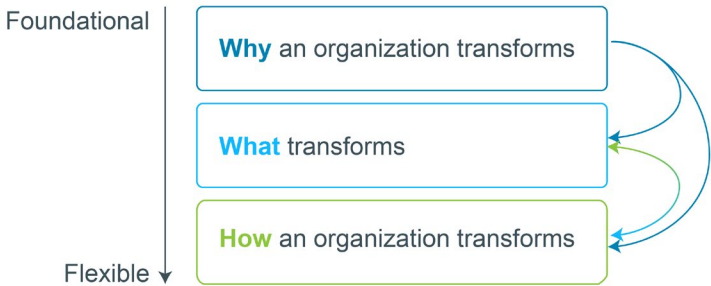 Foundational
Why an organization transforms
What transforms
How an organization transforms
Flexible